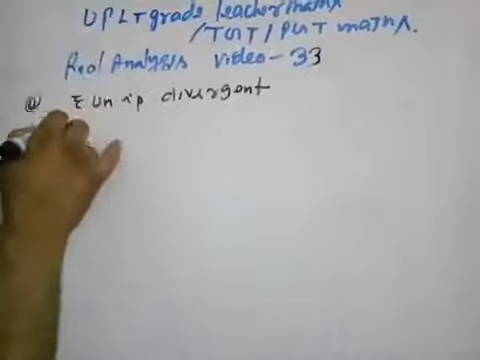 UP LT grade teacher maths
/TGT/PGT maths.
Real Analysis video-33
Σ Un is divergent